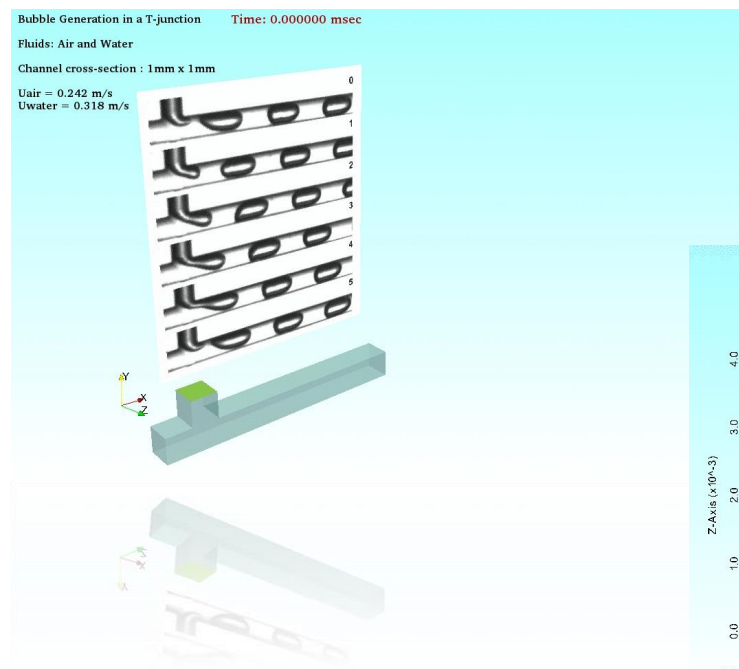 Bubble Generation in a T-junction Time: 0.000000 msec
Fluids: Air and Water
Channel cross-section : 1mm x 1mm
Uair = 0.242 m/s
Uwater = 0.318 m/s
0
1
2
3
4
5
Y
X
Z
4.0
3.0
2.0
1.0
0.0
Z-Axis (x10^-3)